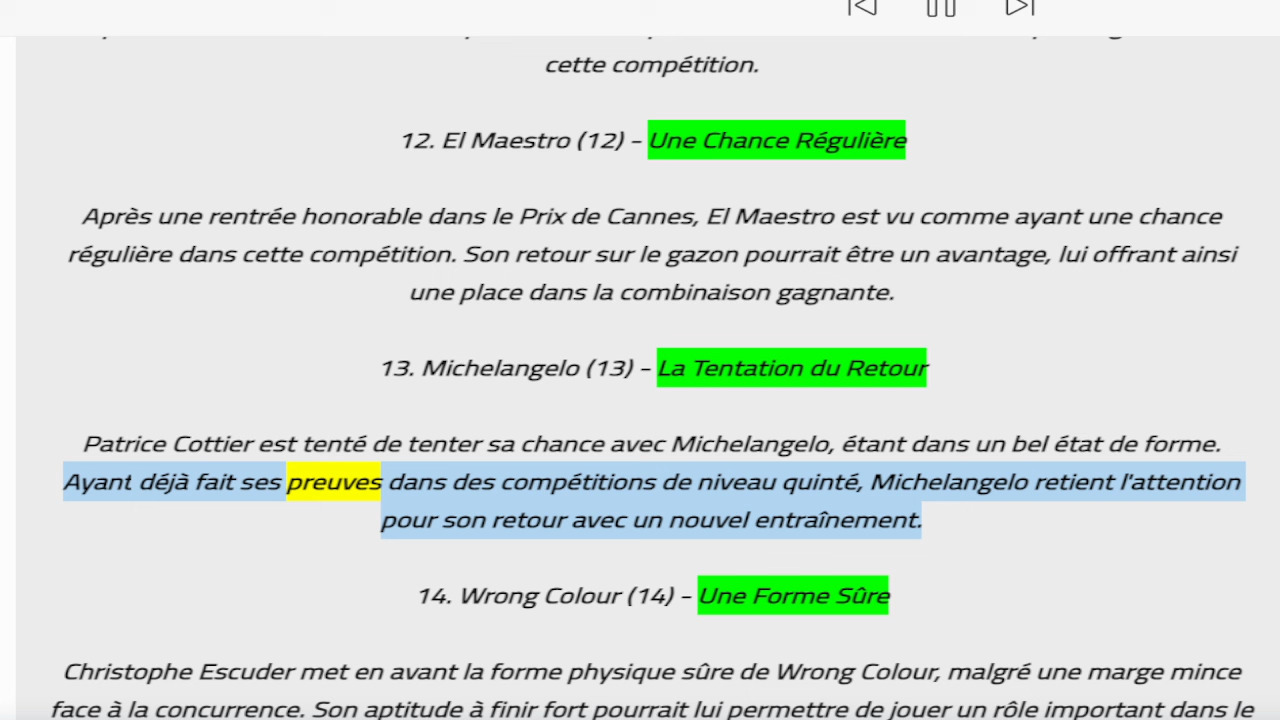 cette compétition.
12. El Maestro (12) - Une Chance Régulière
Après une rentrée honorable dans le Prix de Cannes, El Maestro est vu comme ayant une chance
régulière dans cette compétition. Son retour sur le gazon pourrait être un avantage, lui offrant ainsi
une place dans la combinaison gagnante.
13. Michelangelo (13) - La Tentation du Retour
Patrice Cottier est tenté de tenter sa chance avec Michelangelo, étant dans un bel état de forme.
Ayant déjà fait ses preuves dans des compétitions de niveau quinté, Michelangelo retient l'attention
pour son retour avec un nouvel entraînement.
14. Wrong Colour (14) - Une Forme Sûre
Christophe Escuder met en avant la forme physique sûre de Wrong Colour, malgré une marge mince
face à la concurrence. Son aptitude à finir fort pourrait lui permettre de jouer un rôle important dans le